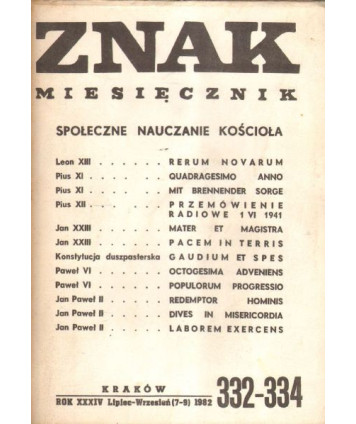 ZNAK
MIESIĘCZNIK
SPOŁECZNE NAUCZANIE KOŚCIOŁA
Leon XIII . . . . . . RERUM NOVARUM
Pius XI . . . . . . QUADRAGESIMO ANNO
Pius XI . . . . . . MIT BRENNENDER SORGE
Pius XII . . . . . . PRZEMÓWIENIE
RADIOWE 1 VI 1941
Jan XXIII . . . . . . MATER ET MAGISTRA
Jan XXIII . . . . . . PACEM IN TERRIS
Konstytucja duszpasterska GAUDIUM ET SPES
Paweł VI . . . . . . OCTOGESIMA ADVENIENS
Paweł VI . . . . . . POPULORUM PROGRESSIO
Jan Paweł II . . . . . REDEMPTOR HOMINIS
Jan Paweł II . . . . . DIVES IN MISERICORDIA
Jan Paweł II . . . . . LABOREM EXERCENS
KRAKÓW
ROK XXXIV Lipiec-Wrzesień (7-9) 1982 332-334